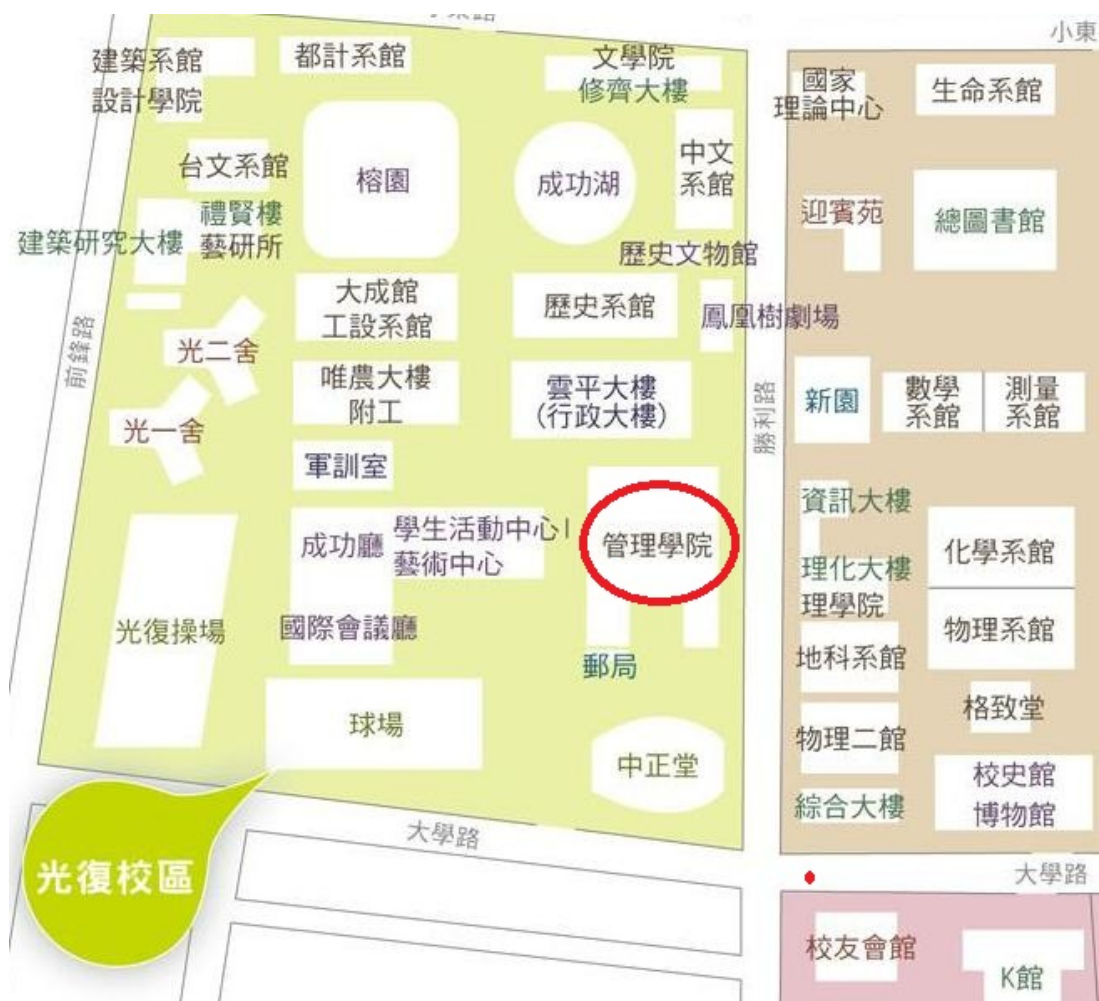 小東路
小東
建築系館
設計學院
都計系館
文學院
修齊大樓
國家
理論中心
生命系館
台文系館
榕園
成功湖
中文
系館
禮賢樓
藝研所
建築研究大樓
迎賓苑
總圖書館
歷史文物館
大成館
工設系館
歷史系館
鳳凰樹劇場
前鋒路
光二舍
唯農大樓
附工
雲平大樓
(行政大樓)
勝利路
新園
數學
系館
測量
系館
光一舍
軍訓室
資訊大樓
成功廳
學生活動中心I
藝術中心
管理學院
化學系館
理化大樓
理學院
光復操場
國際會議廳
物理系館
郵局
地科系館
球場
格致堂
物理二館
中正堂
校史館
博物館
綜合大樓
大學路
光復校區
大學路
校友會館
K館